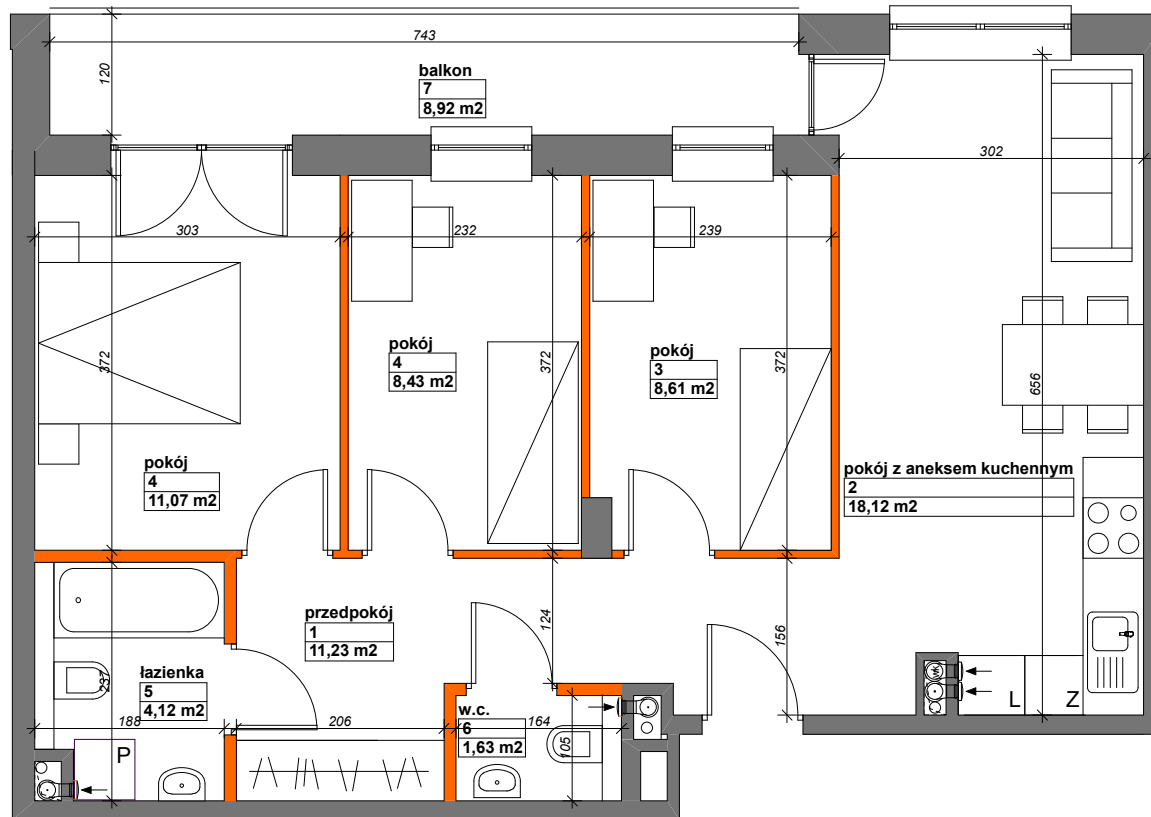 743
120
balkon
7
8,92 m2
302
303
232
239
372
pokój
4
8,43 m2
372
pokój
3
8,61 m2
372
656
pokój
4
11,07 m2
pokój z aneksem kuchennym
2
18,12 m2
przedpokój
1
11,23 m2
124
156
237
łazienka
5
4,12 m2
188
206
w.c.
6
1,63 m2
164
105
P
L
Z